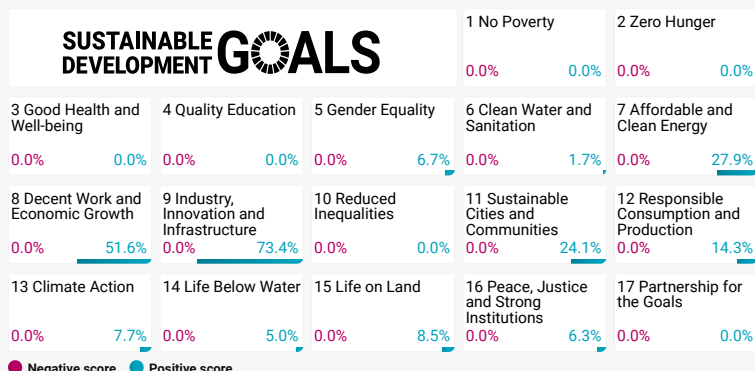 SUSTAINABLE
DEVELOPMENT
GOALS
1 No Poverty
0.0% 0.0%
2 Zero Hunger
0.0% 0.0%
3 Good Health and
Well-being
0.0% 0.0%
4 Quality Education
0.0% 0.0%
5 Gender Equality
0.0% 6.7%
6 Clean Water and
Sanitation
0.0% 1.7%
7 Affordable and
Clean Energy
0.0% 27.9%
8 Decent Work and
Economic Growth
0.0% 51.6%
9 Industry,
Innovation and
Infrastructure
0.0% 73.4%
10 Reduced
Inequalities
0.0% 0.0%
11 Sustainable
Cities and
Communities
0.0% 24.1%
12 Responsible
Consumption and
Production
0.0% 14.3%
13 Climate Action
0.0% 7.7%
14 Life Below Water
0.0% 5.0%
15 Life on Land
0.0% 8.5%
16 Peace, Justice
and Strong
Institutions
0.0% 6.3%
17 Partnership for
the Goals
0.0% 0.0%
Negative score Positive score